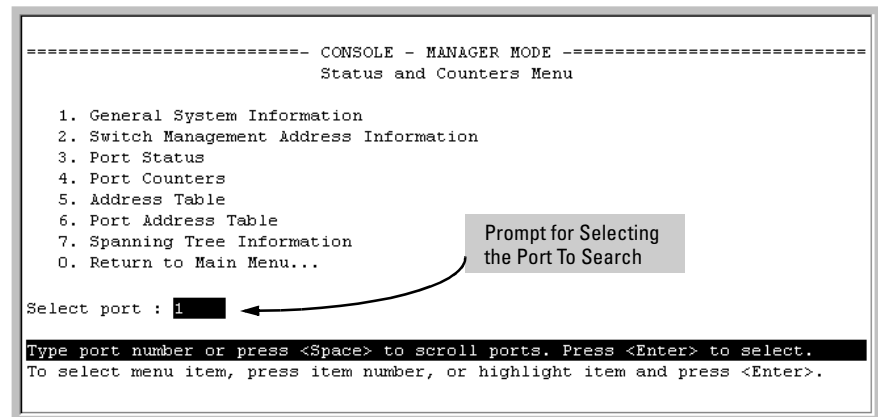 ==========================- CONSOLE - MANAGER MODE -============================
Status and Counters Menu
1. General System Information
2. Switch Management Address Information
3. Port Status
4. Port Counters
5. Address Table
6. Port Address Table
7. Spanning Tree Information
0. Return to Main Menu...
Prompt for Selecting
the Port To Search
Select port : 1
Type port number or press <Space> to scroll ports. Press <Enter> to select.
To select menu item, press item number, or highlight item and press <Enter>.